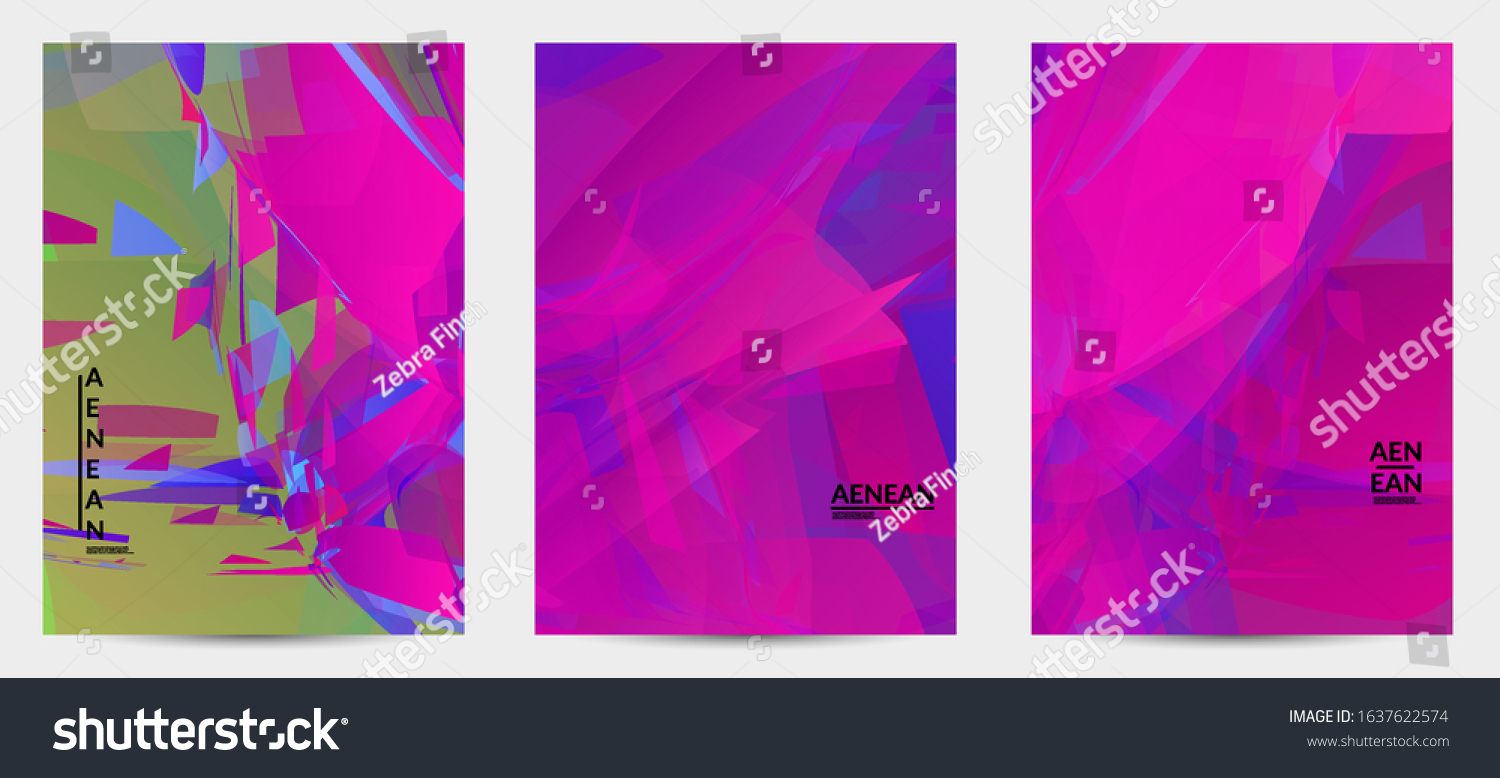 A
E
N
E
A
N
AENEAN
AEN
EAN
shutterstock
shutterstock
shutterstock
shutterstock
shutterstock
Zebra Finch
Zebra Finch
shutterstock®
IMAGE ID: 1637622574
www.shutterstock.com